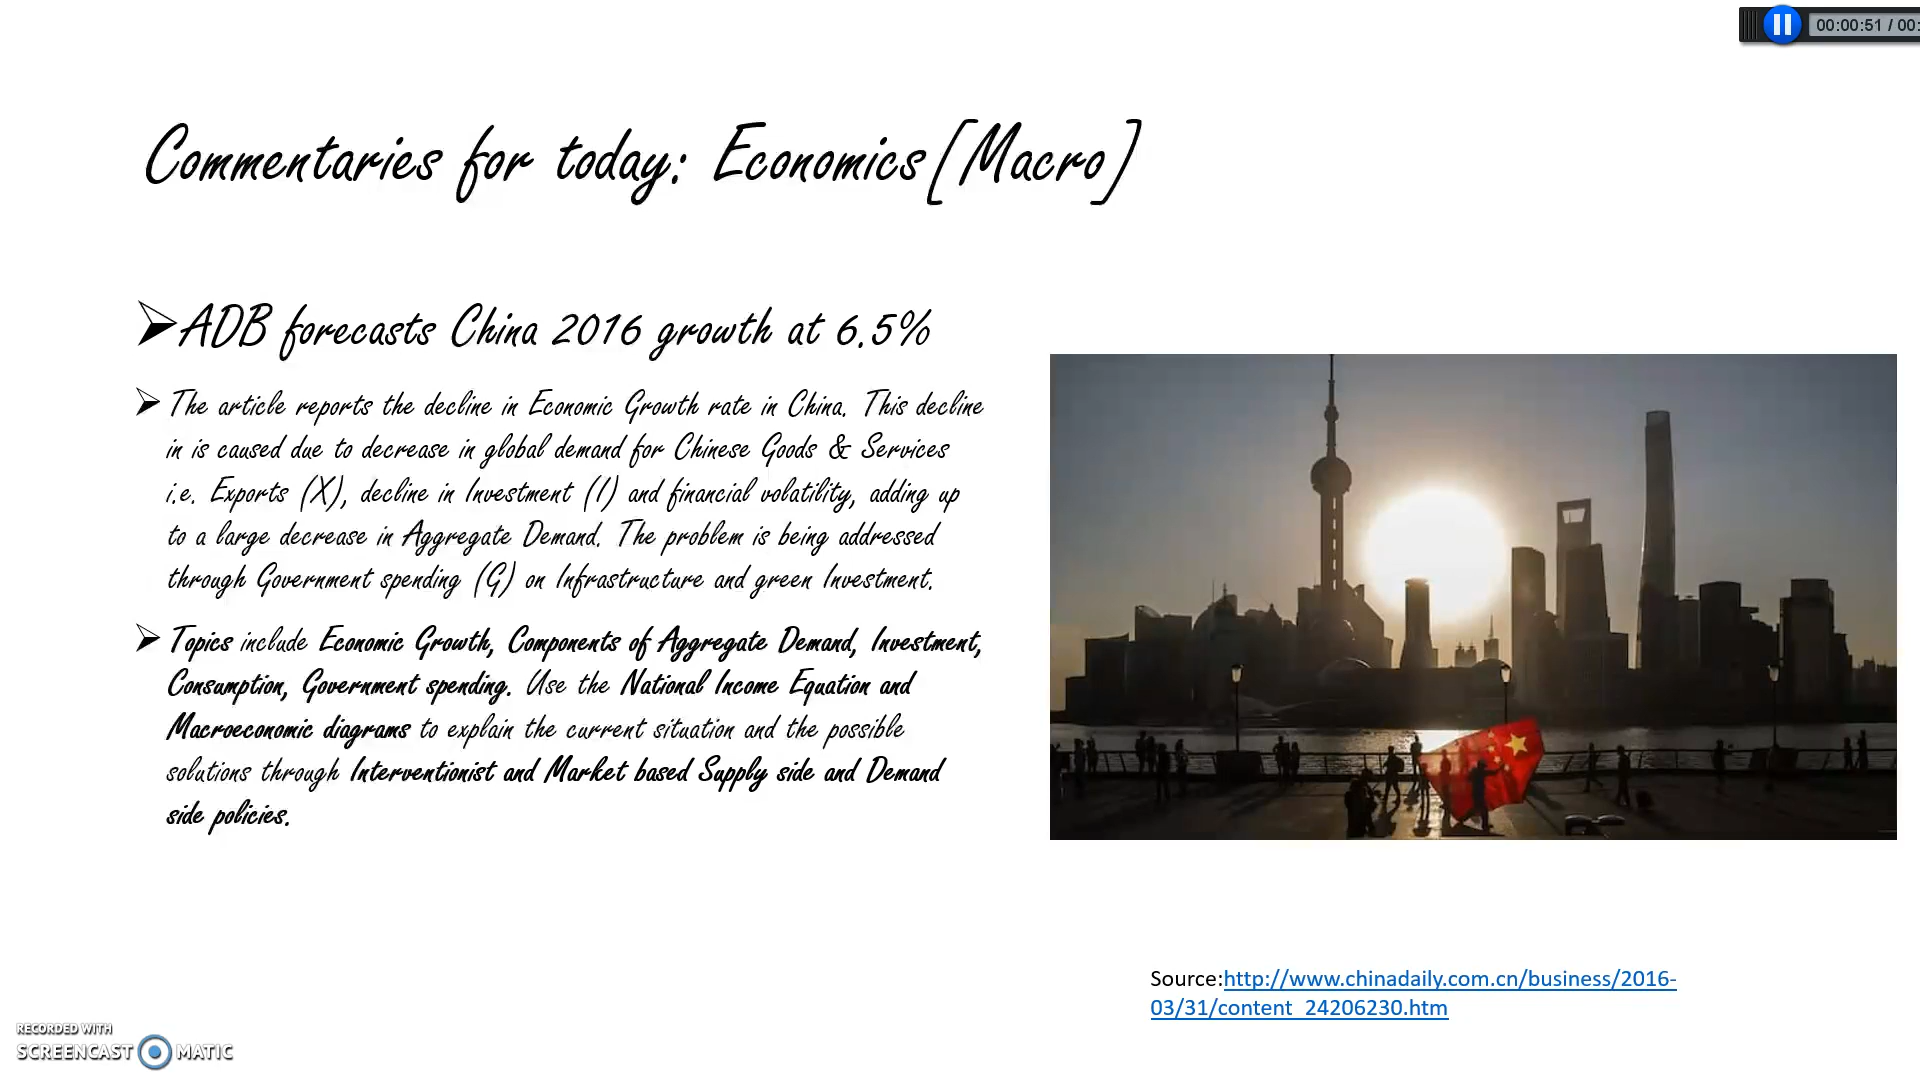 00:00:51 / 00:
Commentaries for today: Economics[Macro]
ADB forecasts China 2016 growth at 6.5%
The article reports the decline in Economic Growth rate in China. This decline
in is caused due to decrease in global demand for Chinese Goods & Services
i.e. Exports (X), decline in Investment (I) and financial volatility, adding up
to a large decrease in Aggregate Demand. The problem is being addressed
through Government spending (G) on Infrastructure and green Investment.
Topics include Economic Growth, Components of Aggregate Demand, Investment,
Consumption, Government spending. Use the National Income Equation and
Macroeconomic diagrams to explain the current situation and the possible
solutions through Interventionist and Market based Supply side and Demand
side policies.
Source:http://www.chinadaily.com.cn/business/2016-
03/31/content_24206230.htm
RECORDED WITH
SCREENCAST MATIC